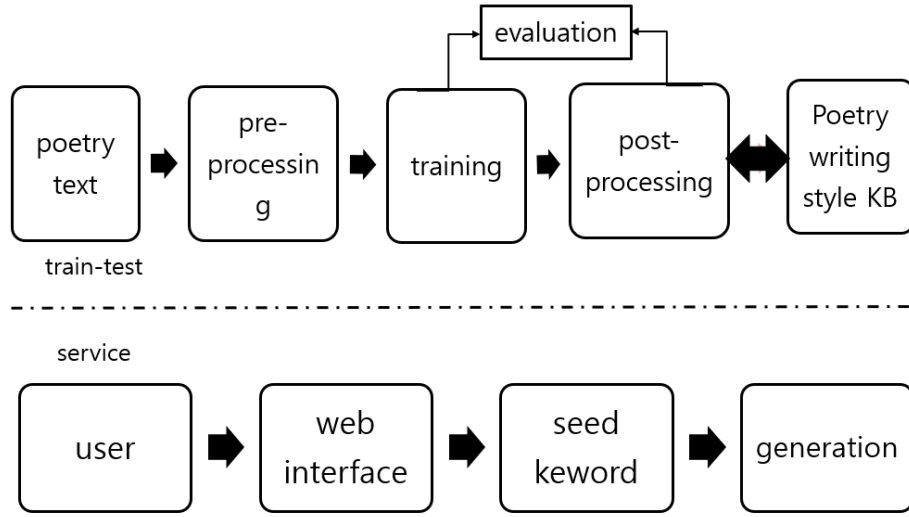 evaluation
poetry
text
pre-
processin
g
training
post-
processing
Poetry
writing
style KB
train-test
service
user
web
interface
seed
keword
generation